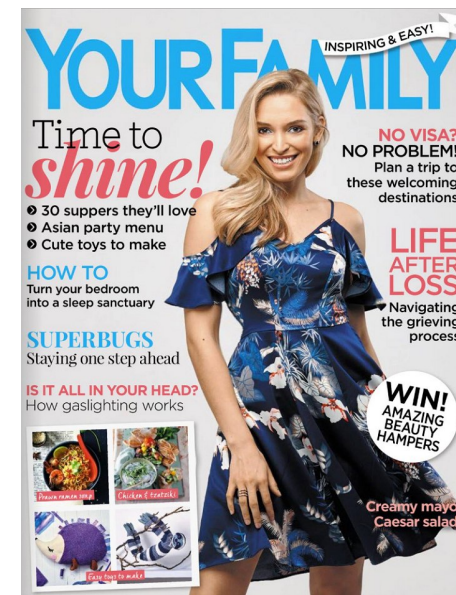 INSPIRING & EASY!
YOUR FAMILY
Time to
shine!
30 suppers they'll love
Asian party menu
Cute toys to make
HOW TO
Turn your bedroom
into a sleep sanctuary
SUPERBUGS
Staying one step ahead
IS IT ALL IN YOUR HEAD?
How gaslighting works
Prawn ramen soup
Chicken & tzatziki
Easy toys to make
NO VISA?
NO PROBLEM!
Plan a trip to
these welcoming
destinations
LIFE
AFTER
LOSS
Navigating
the grieving
process
WIN!
AMAZING
BEAUTY
HAMPERS
Creamy mayo
Caesar salad